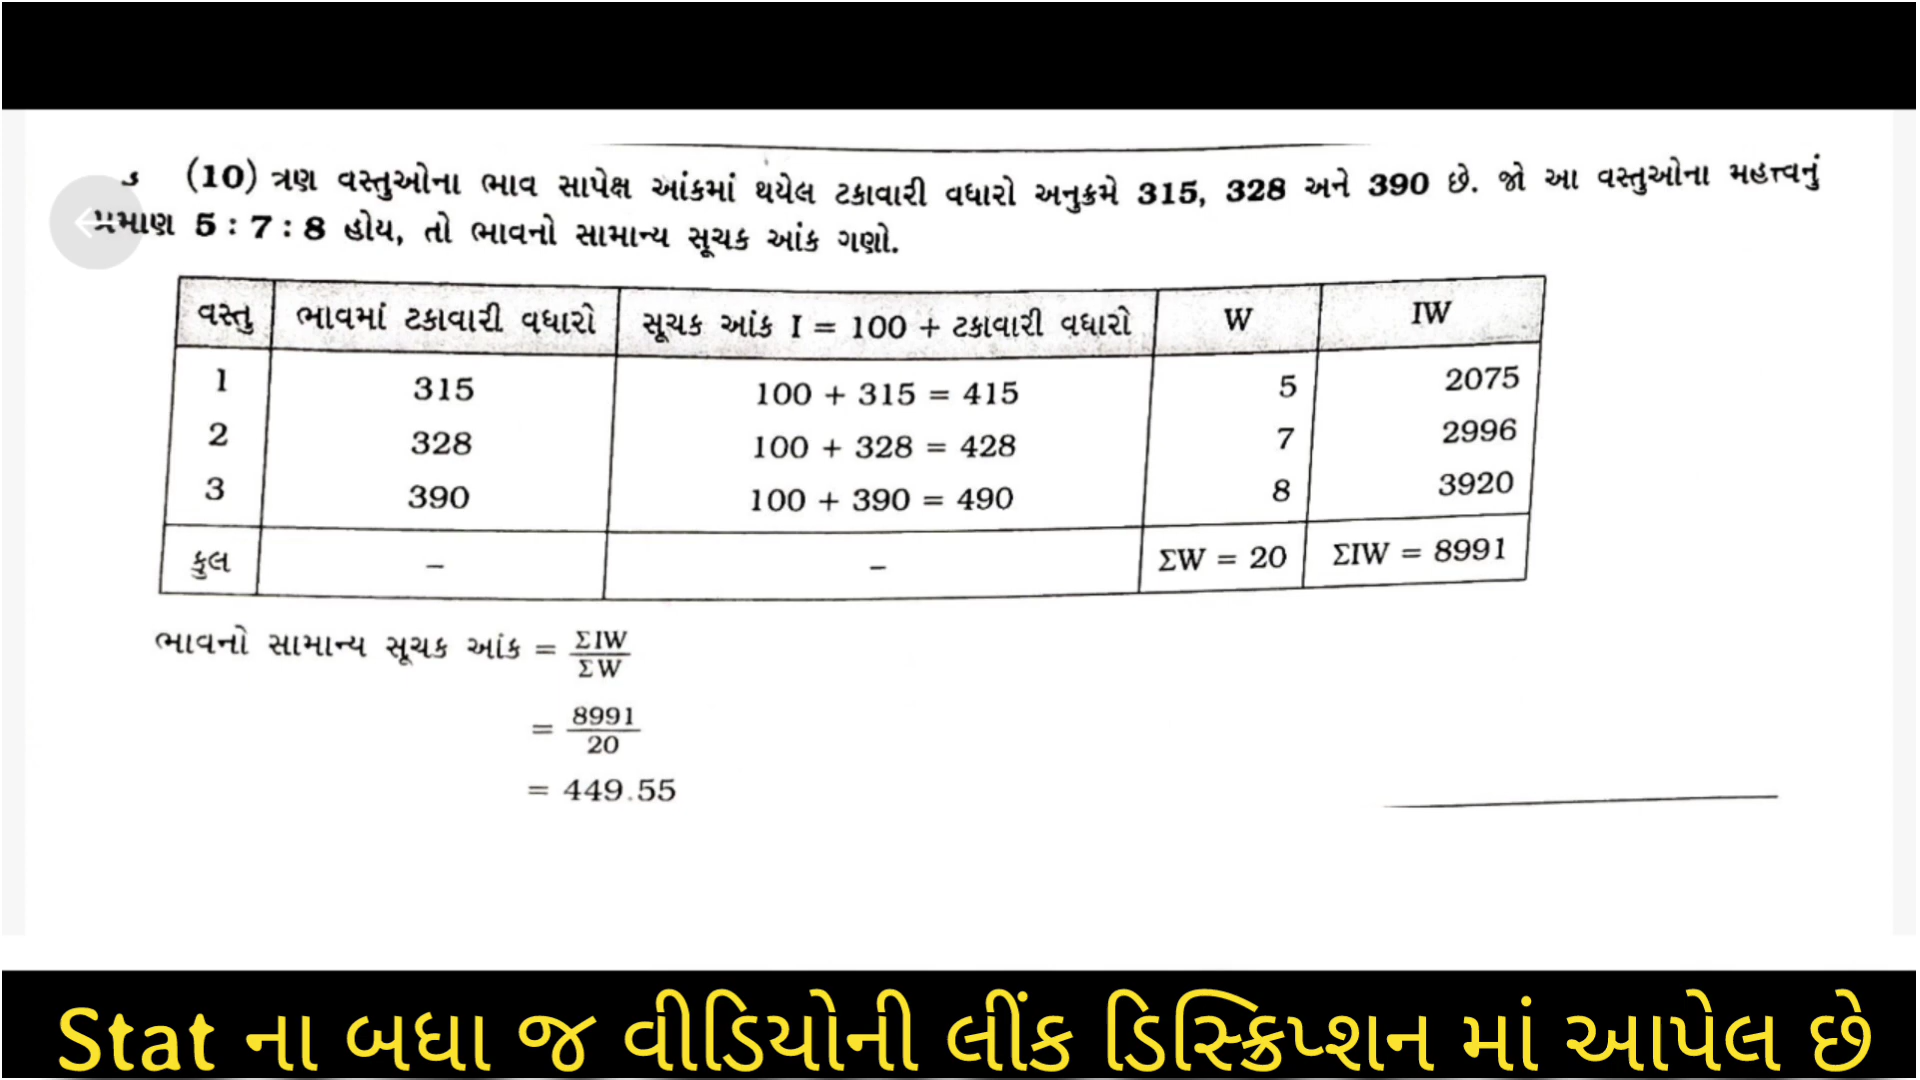 (10) ત્રણ વસ્તુઓના ભાવ સાપેક્ષ આંકમાં થયેલ ટકાવારી વધારો અનુક્રમે 315, 328 અને 390 છે. જો આ વસ્તુઓના મહત્ત્વનું
પ્રમાણ 5 : 7 : 8 હોય, તો ભાવનો સામાન્ય સૂચક આંક ગણો.
વસ્તુ ભાવમાં ટકાવારી વધારો સૂચક આંક I = 100 + ટકાવારી વધારો W IW
1 315 100 + 315 = 415 5 2075
2 328 100 + 328 = 428 7 2996
3 390 100 + 390 = 490 8 3920
કુલ – – ΣW = 20 ΣIW = 8991
ભાવનો સામાન્ય સૂચક આંક = ΣIW / ΣW
= 8991 / 20
= 449.55
Stat ના બધા જ વીડિયોની લીંક ડિસ્ક્રિપ્શન માં આપેલ છે